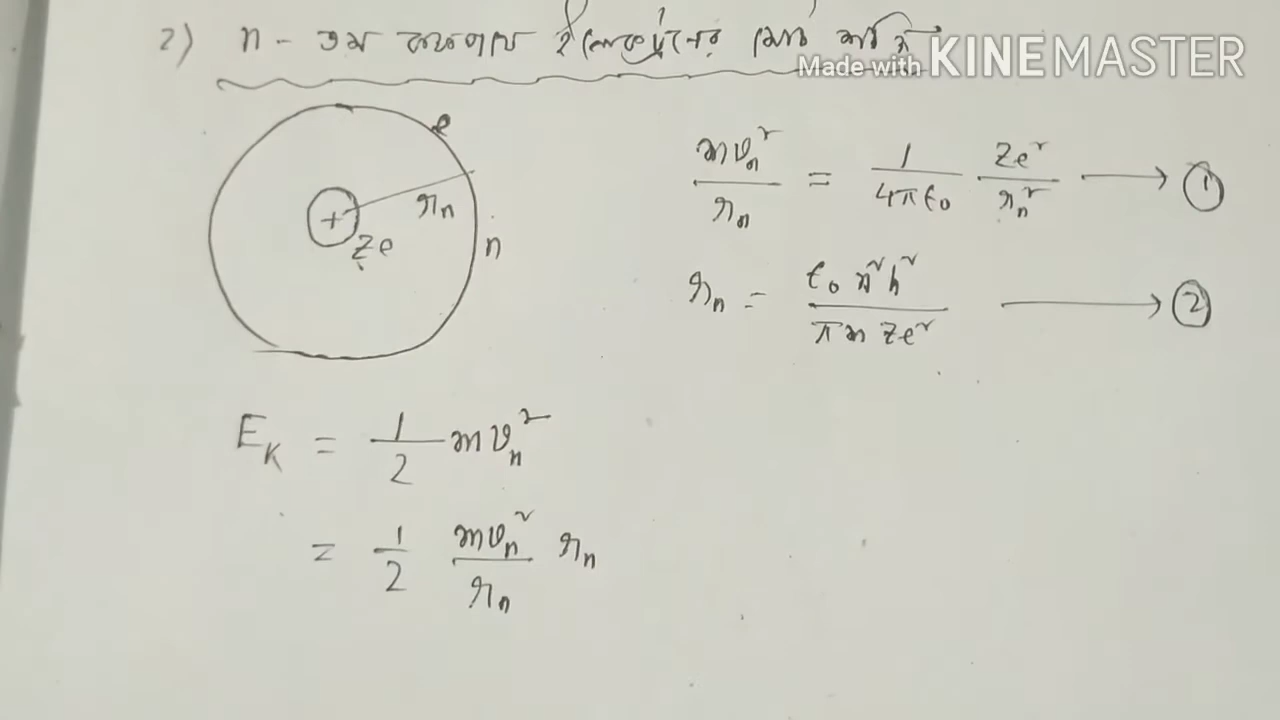 2) n - তম কক্ষপথে ইলেকট্রনের মোট শক্তি
Made with KINEMASTER
e
rₙ
+
Ze
n
mvₙ²/rₙ = 1/4πϵ₀ Ze²/rₙ² → ①
rₙ = ϵ₀n²h²/πmZe² → ②
E_K = 1/2 mvₙ²
= 1/2 mvₙ²/rₙ rₙ